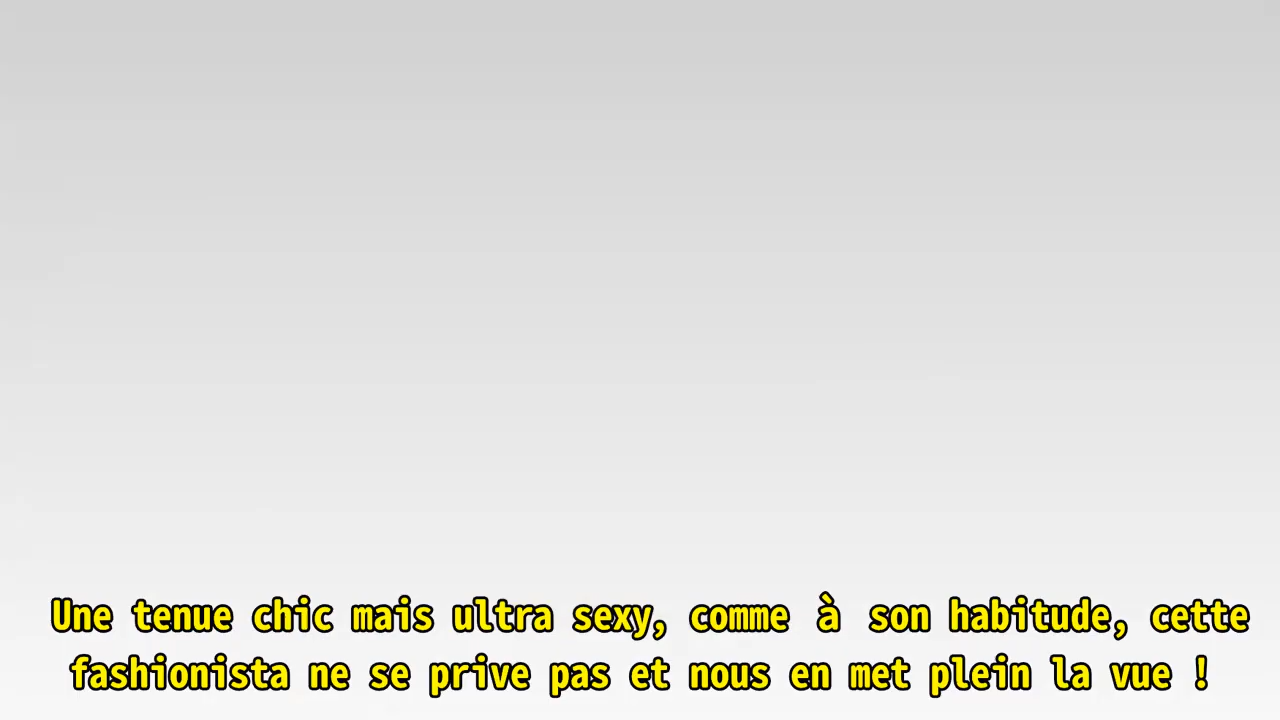 Une tenue chic mais ultra sexy, comme à son habitude, cette
fashionista ne se prive pas et nous en met plein la vue !